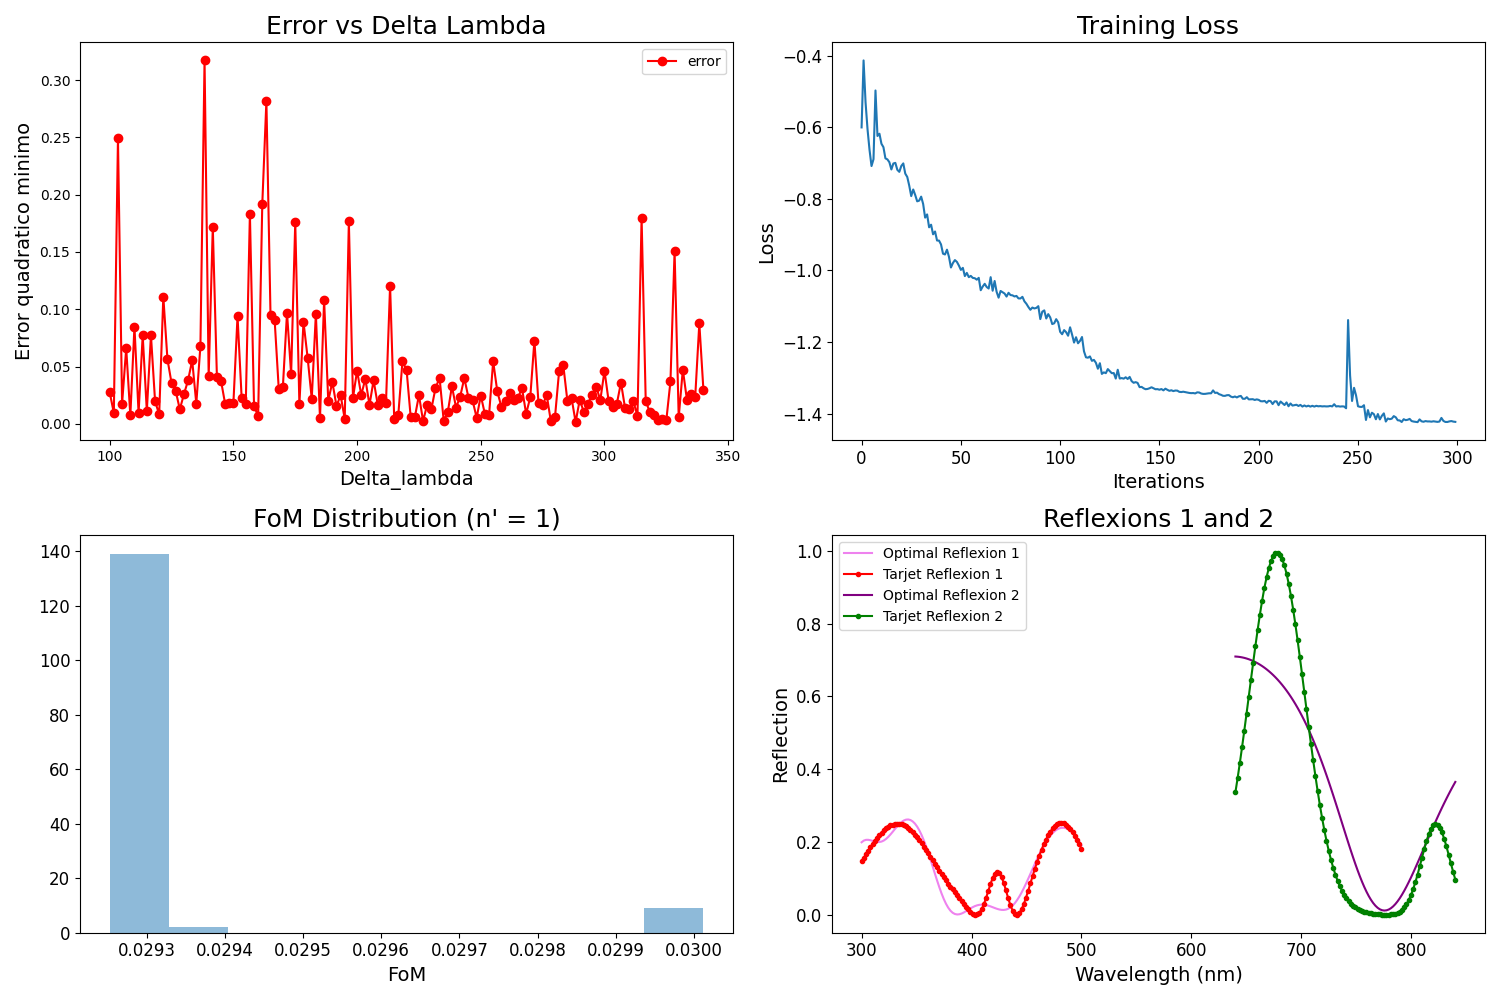 Error vs Delta Lambda
error
Error quadratico minimo
0.30
0.25
0.20
0.15
0.10
0.05
0.00
100 150 200 250 300 350
Delta_lambda
Training Loss
Loss
−0.4
−0.6
−0.8
−1.0
−1.2
−1.4
0 50 100 150 200 250 300
Iterations
FoM Distribution (n' = 1)
140
120
100
80
60
40
20
0
0.0293 0.0294 0.0295 0.0296 0.0297 0.0298 0.0299 0.0300
FoM
Reflexions 1 and 2
Optimal Reflexion 1
Tarjet Reflexion 1
Optimal Reflexion 2
Tarjet Reflexion 2
Reflection
1.0
0.8
0.6
0.4
0.2
0.0
300 400 500 600 700 800
Wavelength (nm)